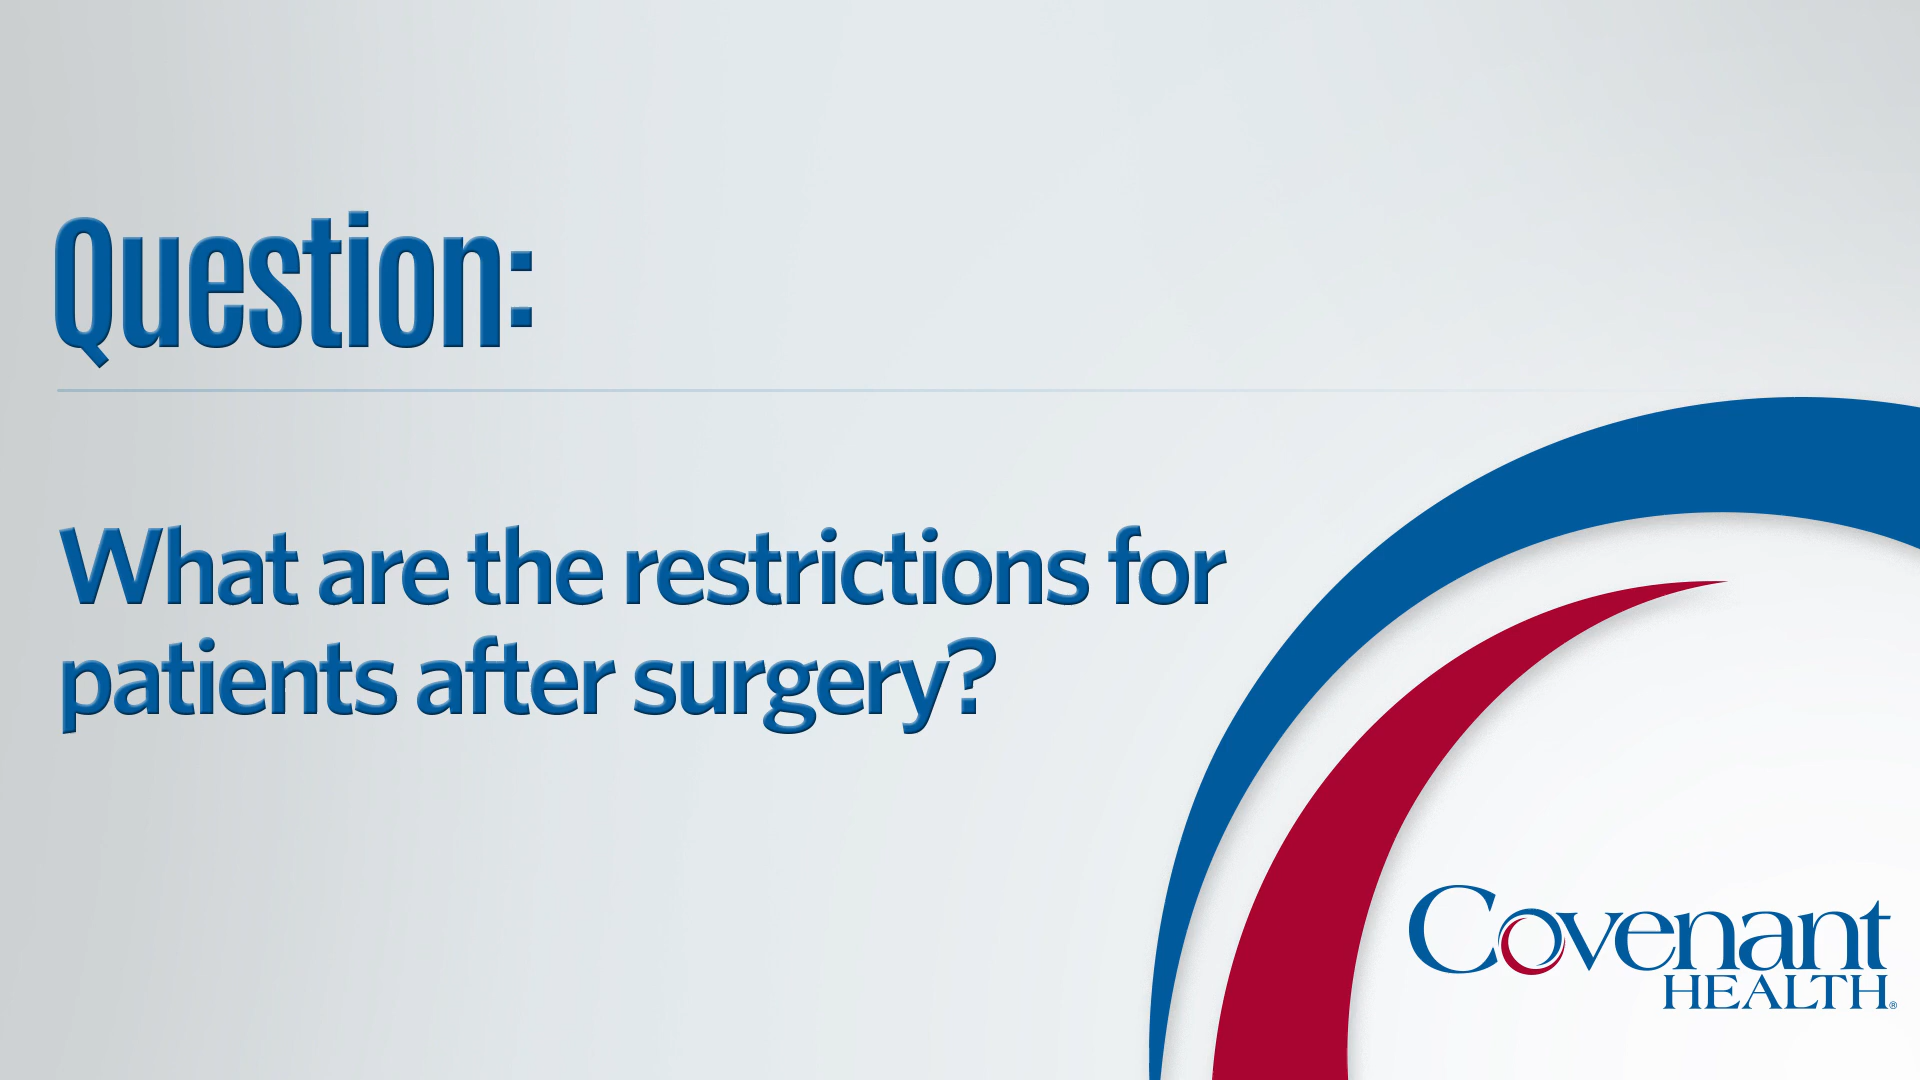 Question:
What are the restrictions for
patients after surgery?
Covenant
HEALTH®